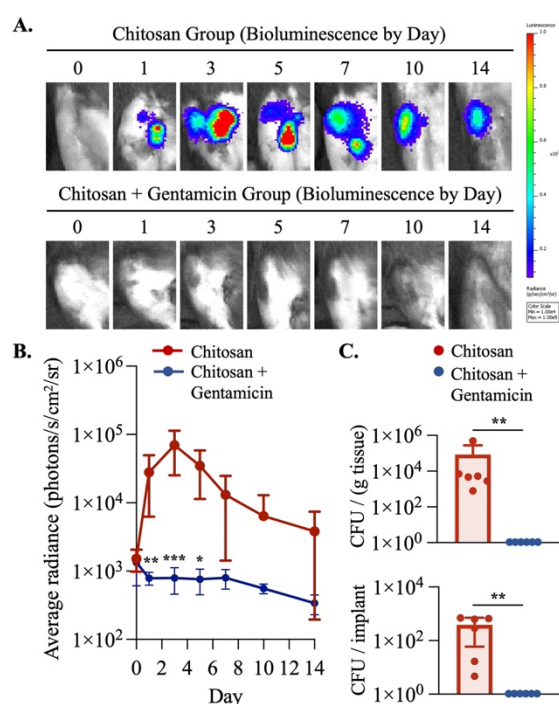 A.
Chitosan Group (Bioluminescence by Day)
0 1 3 5 7 10 14
Chitosan + Gentamicin Group (Bioluminescence by Day)
0 1 3 5 7 10 14
Luminescence
1.0
0.8
0.6
0.4
0.2
Radiance
(p/sec/cm²/sr)
Color Scale
Min = 1.00e4
Max = 1.00e5
B.
Chitosan
Chitosan +
Gentamicin
Average radiance (photons/s/cm²/sr)
1×10⁶
1×10⁵
1×10⁴
1×10³
1×10²
** *** *
0 2 4 6 8 10 12 14
Day
C.
Chitosan
Chitosan +
Gentamicin
CFU / (g tissue)
**
1×10⁶
1×10⁴
1×10²
1×10⁰
CFU / implant
**
1×10⁴
1×10²
1×10⁰